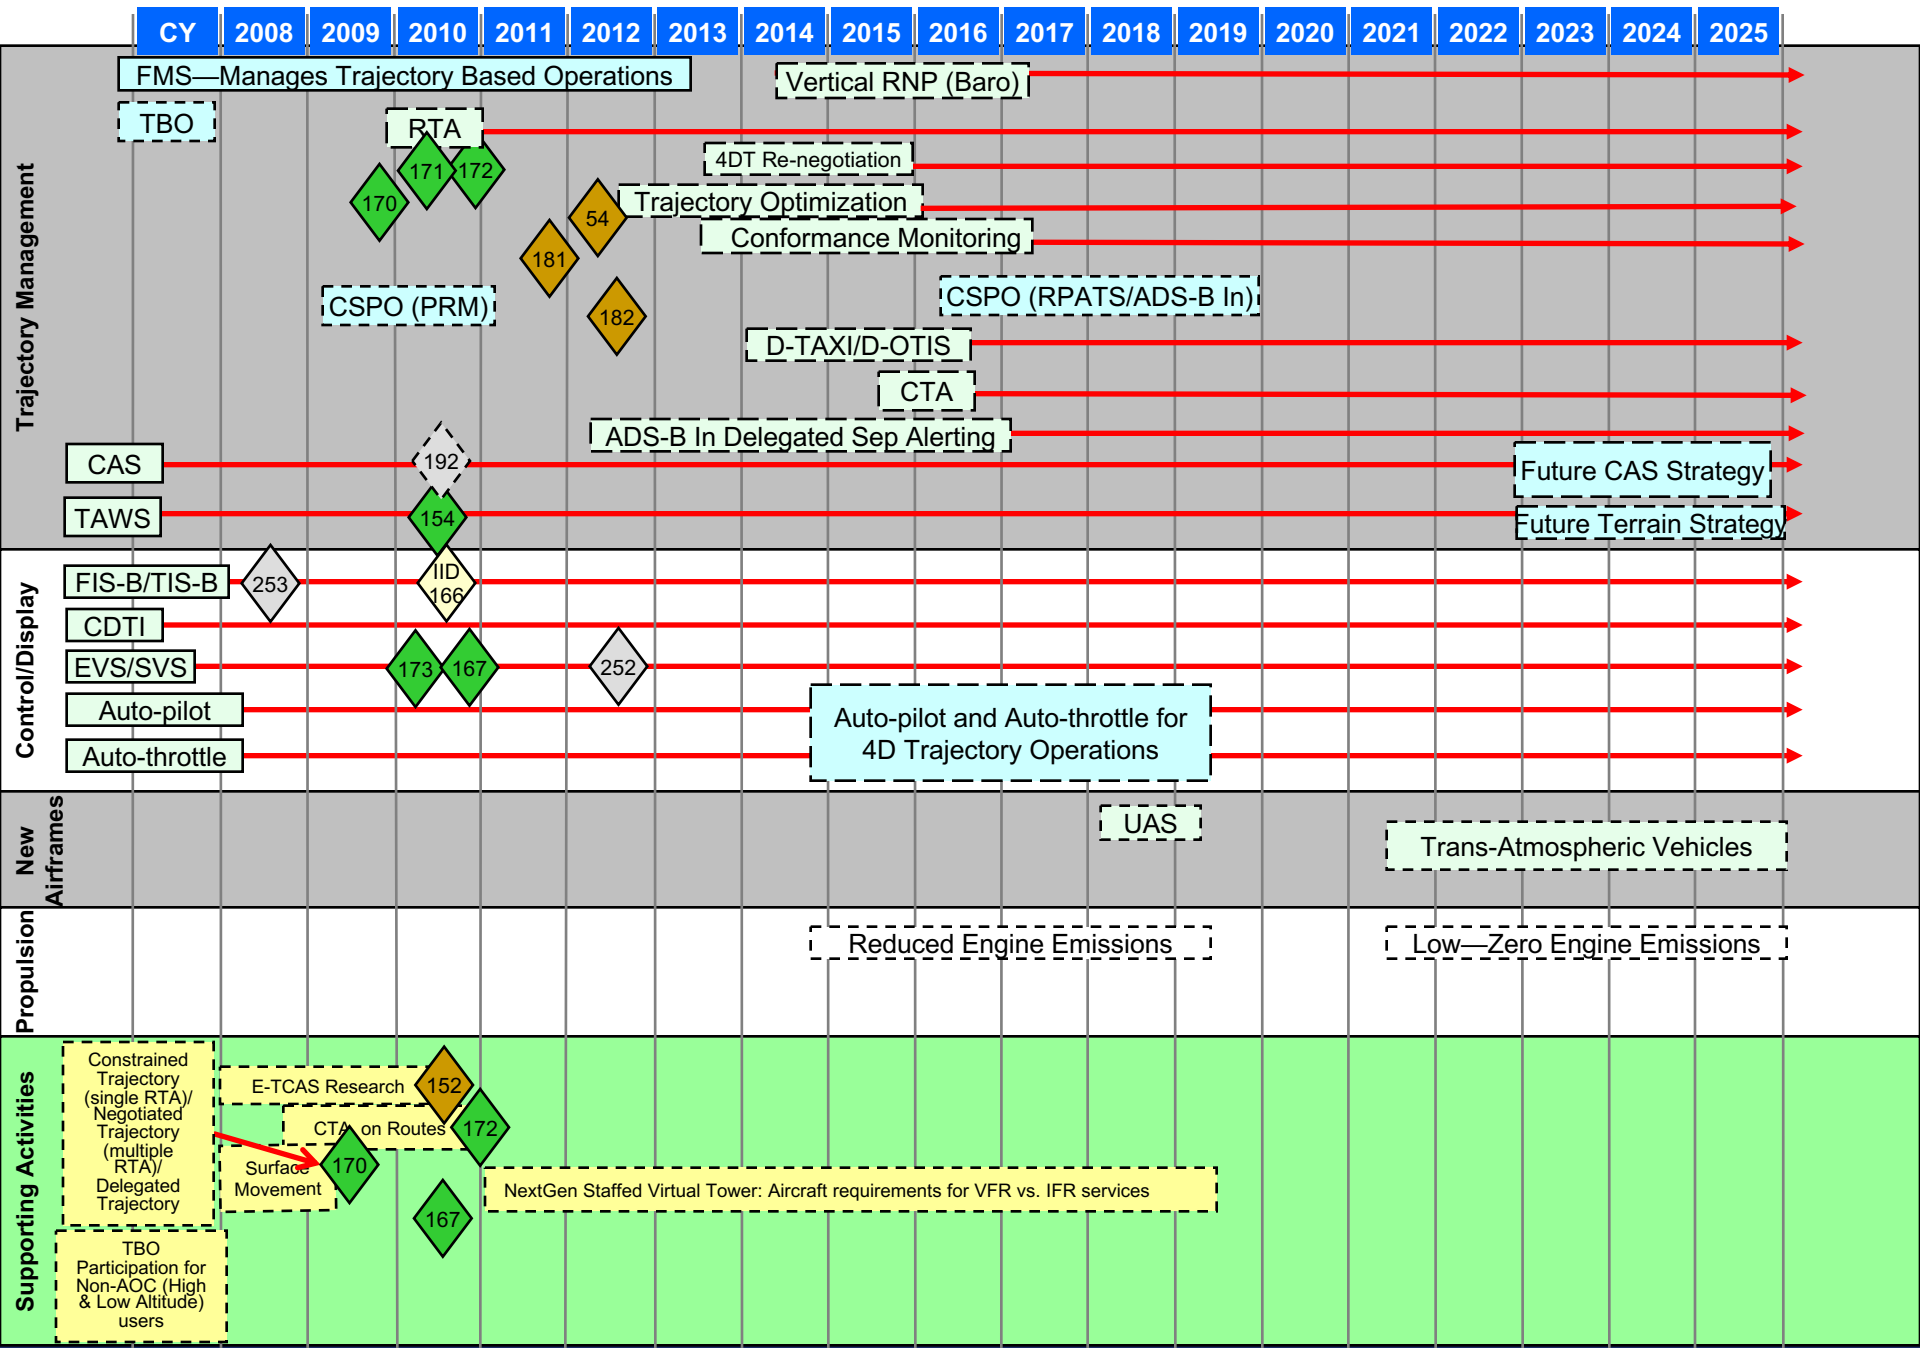 CY 2008 2009 2010 2011 2012 2013 2014 2015 2016 2017 2018 2019 2020 2021 2022 2023 2024 2025
Trajectory Management
FMS—Manages Trajectory Based Operations
Vertical RNP (Baro)
TBO
RTA
171
172
170
4DT Re-negotiation
Trajectory Optimization
54
Conformance Monitoring
181
CSPO (PRM)
182
CSPO (RPATS/ADS-B In)
D-TAXI/D-OTIS
CTA
ADS-B In Delegated Sep Alerting
CAS
192
Future CAS Strategy
TAWS
154
Future Terrain Strategy
Control/Display
FIS-B/TIS-B
253
IID
166
CDTI
EVS/SVS
173
167
252
Auto-pilot
Auto-throttle
Auto-pilot and Auto-throttle for
4D Trajectory Operations
New
Airframes
UAS
Trans-Atmospheric Vehicles
Propulsion
Reduced Engine Emissions
Low—Zero Engine Emissions
Supporting Activities
Constrained
Trajectory
(single RTA)/
Negotiated
Trajectory
(multiple
RTA)/
Delegated
Trajectory
E-TCAS Research
152
CTA on Routes
172
Surface
Movement
170
NextGen Staffed Virtual Tower: Aircraft requirements for VFR vs. IFR services
167
TBO
Participation for
Non-AOC (High
& Low Altitude)
users